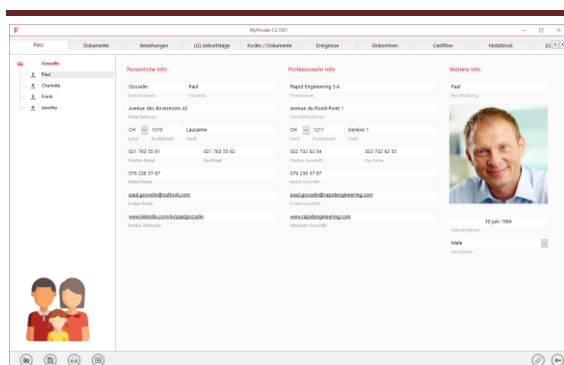 MyPrivate 5.2.1021
Pass Dokumente Beziehungen (G) Geburtstage Kodes / Dokumente Ereignisse Einkommen Cashflow Notizblock
Gosselin
Paul
Charlotte
Frank
Jennifer
Persönliche Info Professionelle Info Weitere Info
Gosselin Paul Rapid Engineering S.A. Paul
Familienname Vorname Firmenname Beschreibung
Avenue des Boveresses 42 avenue du Rond-Point 1
Privat Adresse Geschäftsadresse
CH 1010 Lausanne CH 1211 Genève 1
Land Postleitzahl Stadt Land Postleitzahl Stadt
021 763 55 61 021 763 55 62 022 732 62 54 022 732 62 55
Telefon Privat Fax Privat Telefon Geschäft Fax Firma
079 236 37 87 079 236 37 87
Mobil Privat Mobil Geschäft
paul.gosselin@outlook.com paul.gosselin@rapidengineering.com
E-Mail Privat E-Mail Geschäft
www.linkedin.com/in/paulgosselin www.rapidengineering.com
Private Webseite Webseite Geschäft
30 juin 1964
Geburtsdatum
Male
Geschlecht